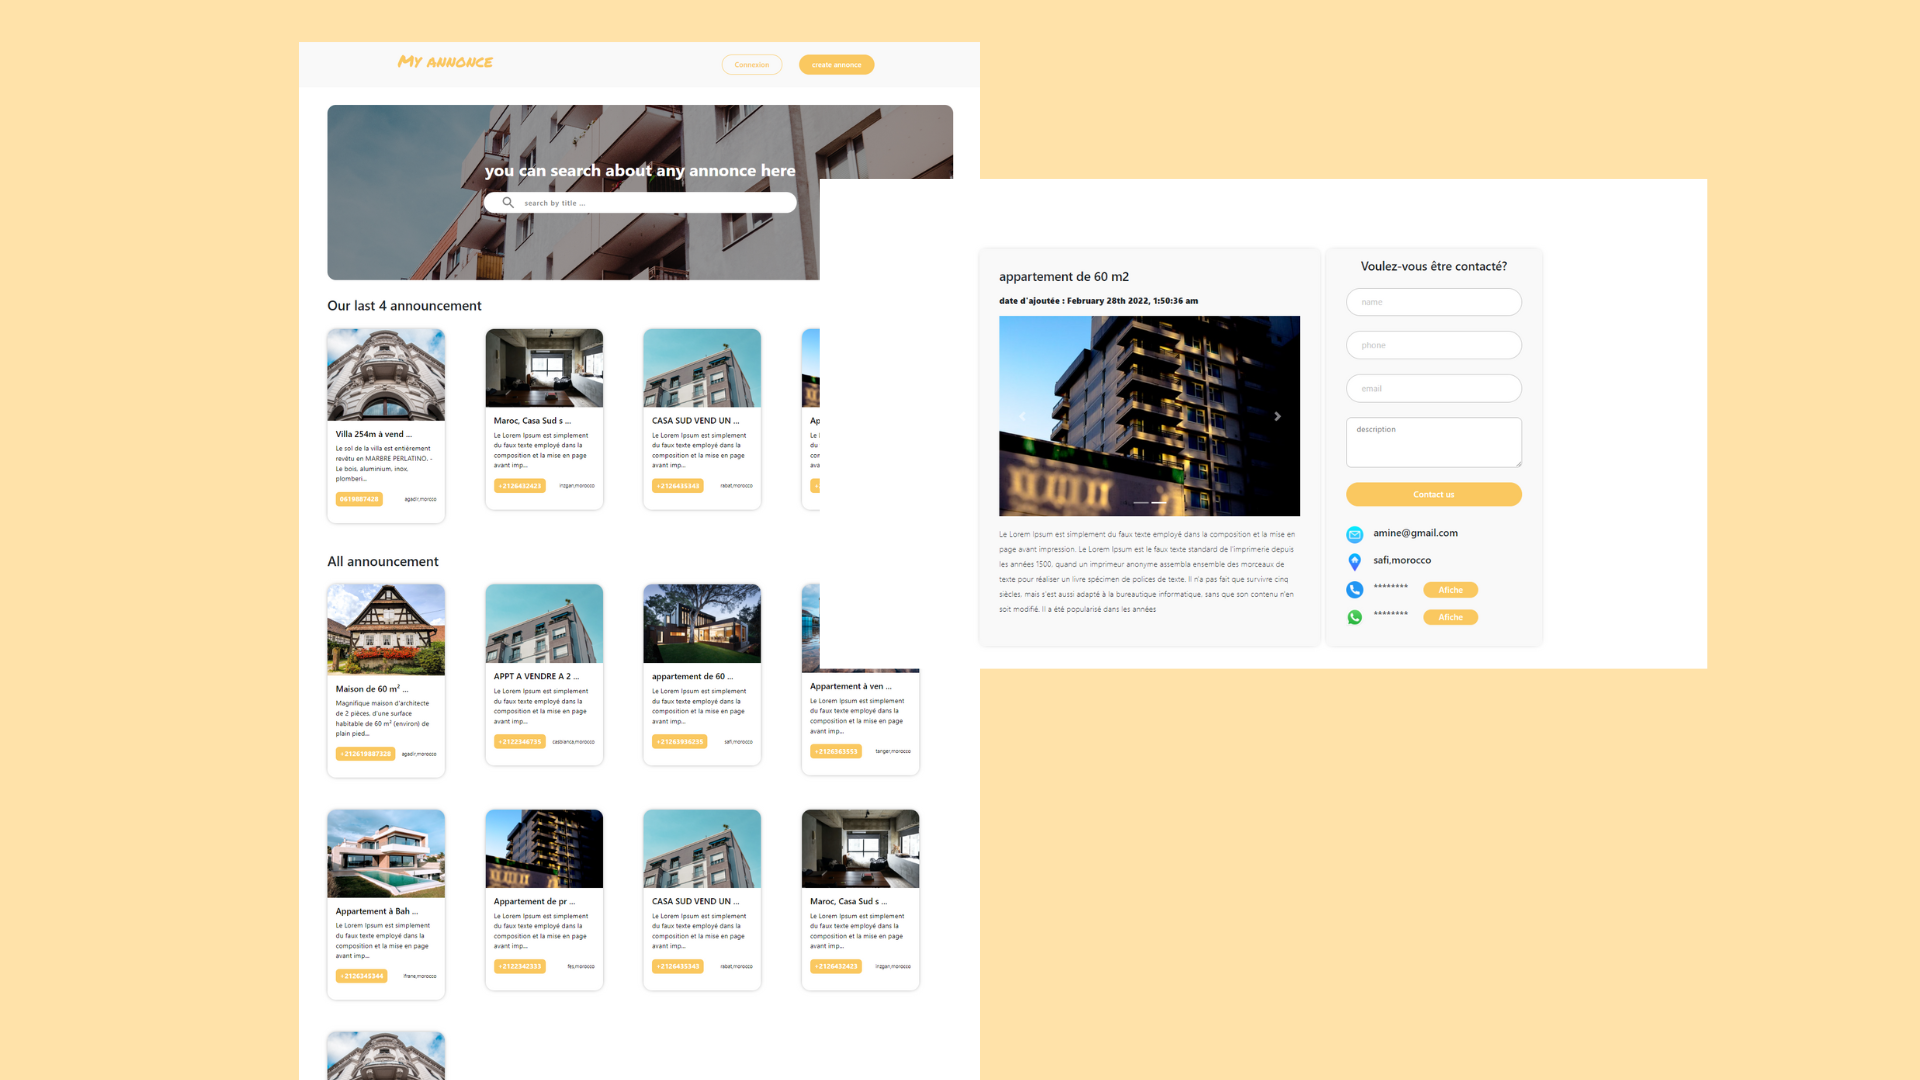 My annonce
Connexion
create annonce
you can search about any annonce here
search by title ...
Our last 4 announcement
Villa 254m à vend ...
Le sol de la villa est entièrement
revêtu en MARBRE PERLATINO. -
Le bois, aluminium, inox,
plomberi...
0618887428
agadir,morcco
Maroc, Casa Sud s ...
Le Lorem Ipsum est simplement
du faux texte employé dans la
composition et la mise en page
avant imp...
+2126432423
Inzgan,morocco
CASA SUD VEND UN ...
Le Lorem Ipsum est simplement
du faux texte employé dans la
composition et la mise en page
avant imp...
+2126435343
rabat,morocco
Ap
Le l
du f
con
ava
All announcement
Maison de 60 m² ...
Magnifique maison d'architecte
de 2 pièces, d'une surface
habitable de 60 m² (environ) de
plain pied...
+212618887328
agadir,morocco
APPT A VENDRE A 2 ...
Le Lorem Ipsum est simplement
du faux texte employé dans la
composition et la mise en page
avant imp...
+2122346735
casbranca,morocco
appartement de 60 ...
Le Lorem Ipsum est simplement
du faux texte employé dans la
composition et la mise en page
avant imp...
+21263936235
safi,morocco
Appartement à ven ...
Le Lorem Ipsum est simplement
du faux texte employé dans la
composition et la mise en page
avant imp...
+2326363553
tanger,morocco
Appartement à Bah ...
Le Lorem Ipsum est simplement
du faux texte employé dans la
composition et la mise en page
avant imp...
+2126345344
ifrane,morocco
Appartement de pr ...
Le Lorem Ipsum est simplement
du faux texte employé dans la
composition et la mise en page
avant imp...
+2122342333
fes,morocco
CASA SUD VEND UN ...
Le Lorem Ipsum est simplement
du faux texte employé dans la
composition et la mise en page
avant imp...
+2126435343
rabat,morocco
Maroc, Casa Sud s ...
Le Lorem Ipsum est simplement
du faux texte employé dans la
composition et la mise en page
avant imp...
+2126432423
Inzgan,morocco
appartement de 60 m2
date d'ajoutée : February 28th 2022, 1:50:36 am
Le Lorem Ipsum est simplement du faux texte employé dans la composition et la mise en
page avant impression. Le Lorem Ipsum est le faux texte standard de l'imprimerie depuis
les années 1500, quand un imprimeur anonyme assembla ensemble des morceaux de
texte pour réaliser un livre spécimen de polices de texte. Il n'a pas fait que survivre cinq
siècles, mais s'est aussi adapté à la bureautique informatique, sans que son contenu n'en
soit modifié. Il a été popularisé dans les années
Voulez-vous être contacté?
name
phone
email
description
Contact us
amine@gmail.com
safi,morocco
******** Afiche
******** Afiche